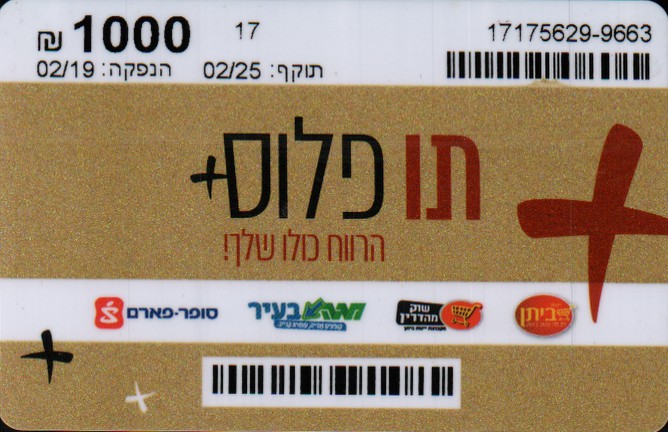 1000 ₪
17
17175629-9663
הנפקה: 02/19
תוקף: 02/25
תו פלוס+
הרווח כולו שלך!
ביתן
שוק מהדרין
מגה בעיר
סופר-פארם